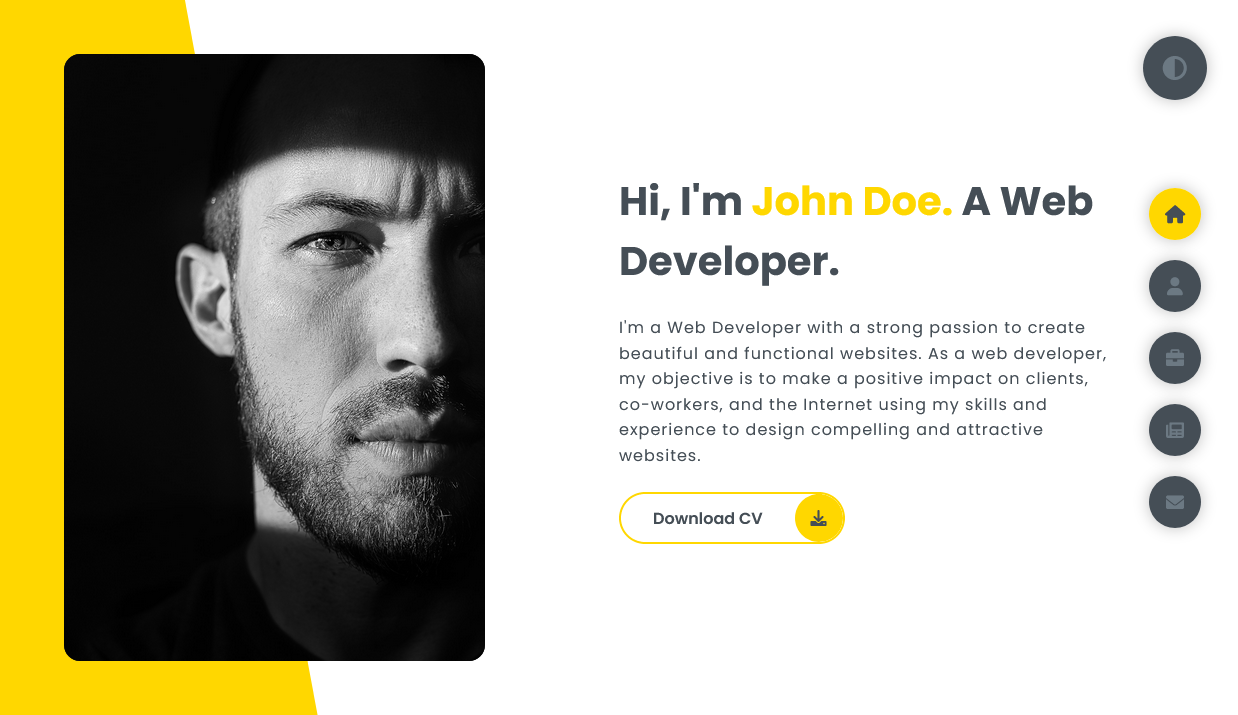 Hi, I'm John Doe. A Web
Developer.
I'm a Web Developer with a strong passion to create
beautiful and functional websites. As a web developer,
my objective is to make a positive impact on clients,
co-workers, and the Internet using my skills and
experience to design compelling and attractive
websites.
Download CV